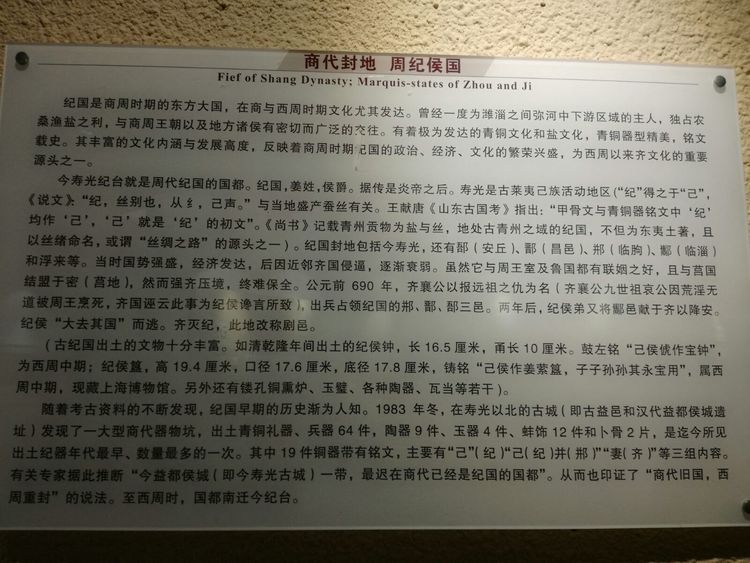 商代封地 周纪侯国
Fief of Shang Dynasty; Marquis-states of Zhou and Ji
纪国是商周时期的东方大国，在商与西周时期文化尤其发达。曾经一度为潍淄之间弥河中下游区域的主人，独占农
桑渔盐之利，与商周王朝以及地方诸侯有密切而广泛的交往。有着极为发达的青铜文化和盐文化，青铜器型精美，铭文
载史。其丰富的文化内涵与发展高度，反映着商周时期纪国的政治、经济、文化的繁荣兴盛，为西周以来齐文化的重要
源头之一。
今寿光纪台就是周代纪国的国都。纪国，姜姓，侯爵。据传是炎帝之后。寿光是古莱夷己族活动地区（“纪”得之于“己”，
《说文》：“纪，丝别也，从纟，己声。”与当地盛产蚕丝有关。王献唐《山东古国考》指出：“甲骨文与青铜器铭文中‘纪’
均作‘己’，‘己’就是‘纪’的初文”。《尚书》记载青州贡物为盐与丝，地处古青州之域的纪国，不但为东夷土著，且
以丝绪命名，或谓“丝绸之路”的源头之一）。纪国封地包括今寿光，还有郚（安丘）、鄑（昌邑）、邢（临朐）、酅（临淄）
和浮来等。当时国势强盛，经济发达，后因近邻齐国侵逼，逐渐衰弱。虽然它与周王室及鲁国都有联姻之好，且与莒国
结盟于密（莒地），然而强齐压境，终难保全。公元前 690 年，齐襄公以报远祖之仇为名（齐襄公九世祖哀公因荒淫无
道被周王烹死，齐国诬云此事为纪侯谗言所致），出兵占领纪国的邢、鄑、郚三邑。两年后，纪侯弟又将酅邑献于齐以降安。
纪侯“大去其国”而逃。齐灭纪，此地改称剧邑。
（古纪国出土的文物十分丰富。如清乾隆年间出土的纪侯钟，长 16.5 厘米，甬长 10 厘米。鼓左铭“己侯虒作宝钟”，
为西周中期；纪侯簋，高 19.4 厘米，口径 17.6 厘米，底径 17.8 厘米，铸铭“己侯作姜萦簋，子子孙孙其永宝用”，属西
周中期，现藏上海博物馆。另外还有镂孔铜熏炉、玉璧、各种陶器、瓦当等若干）。
随着考古资料的不断发现，纪国早期的历史渐为人知。1983 年冬，在寿光以北的古城（即古益邑和汉代益都侯城遗
址）发现了一大型商代器物坑，出土青铜礼器、兵器 64 件，陶器 9 件、玉器 4 件、蚌饰 12 件和卜骨 2 片，是迄今所见
出土纪器年代最早、数量最多的一次。其中 19 件铜器带有铭文，主要有“己”（纪）“己（纪）并（邢）”“妻（齐）”等三组内容。
有关专家据此推断“今益都侯城（即今寿光古城）一带，最迟在商代已经是纪国的国都”。从而也印证了“商代旧国，西
周重封”的说法。至西周时，国都南迁今纪台。